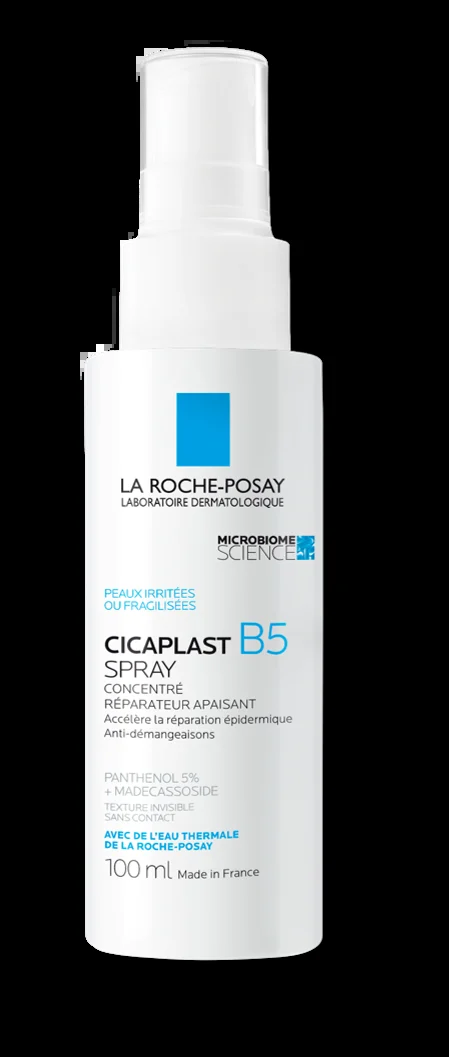 LA ROCHE-POSAY
LABORATOIRE DERMATOLOGIQUE
MICROBIOME
SCIENCE
PEAUX IRRITÉES
OU FRAGILISÉES
CICAPLAST B5
SPRAY
CONCENTRÉ
RÉPARATEUR APAISANT
Accélère la réparation épidermique
Anti-démangeaisons
PANTHENOL 5%
+ MADECASSOSIDE
TEXTURE INVISIBLE
SANS CONTACT
AVEC DE L'EAU THERMALE
DE LA ROCHE-POSAY
100 ml Made in France